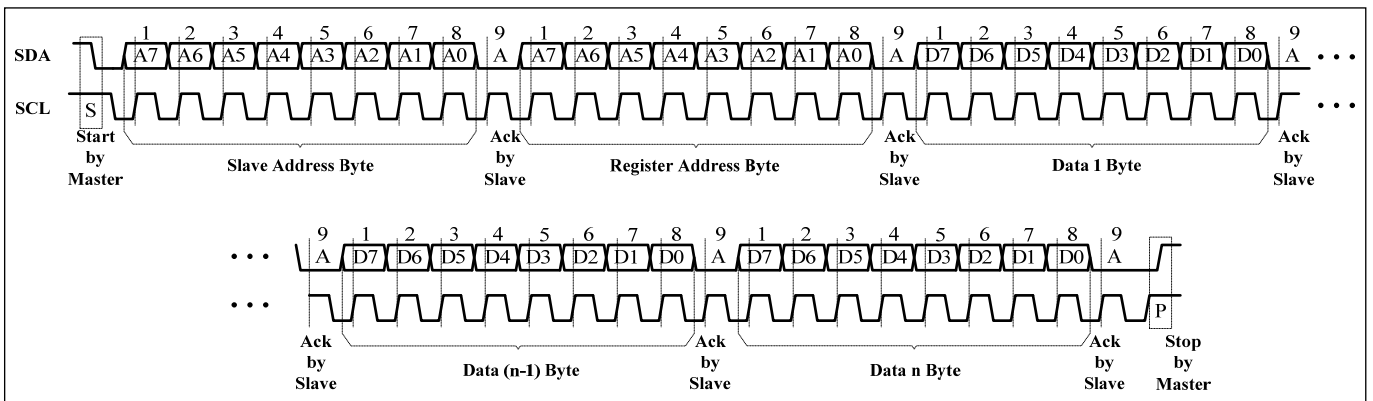 1 2 3 4 5 6 7 8 9 1 2 3 4 5 6 7 8 9 1 2 3 4 5 6 7 8 9
SDA A7 A6 A5 A4 A3 A2 A1 A0 A A7 A6 A5 A4 A3 A2 A1 A0 A D7 D6 D5 D4 D3 D2 D1 D0 A • • •
SCL S • • •
Start by Master
Slave Address Byte
Ack by Slave
Register Address Byte
Ack by Slave
Data 1 Byte
Ack by Slave
9 1 2 3 4 5 6 7 8 9 1 2 3 4 5 6 7 8 9
• • • A D7 D6 D5 D4 D3 D2 D1 D0 A D7 D6 D5 D4 D3 D2 D1 D0 A
• • • P
Ack by Slave
Data (n-1) Byte
Ack by Slave
Data n Byte
Ack by Slave
Stop by Master